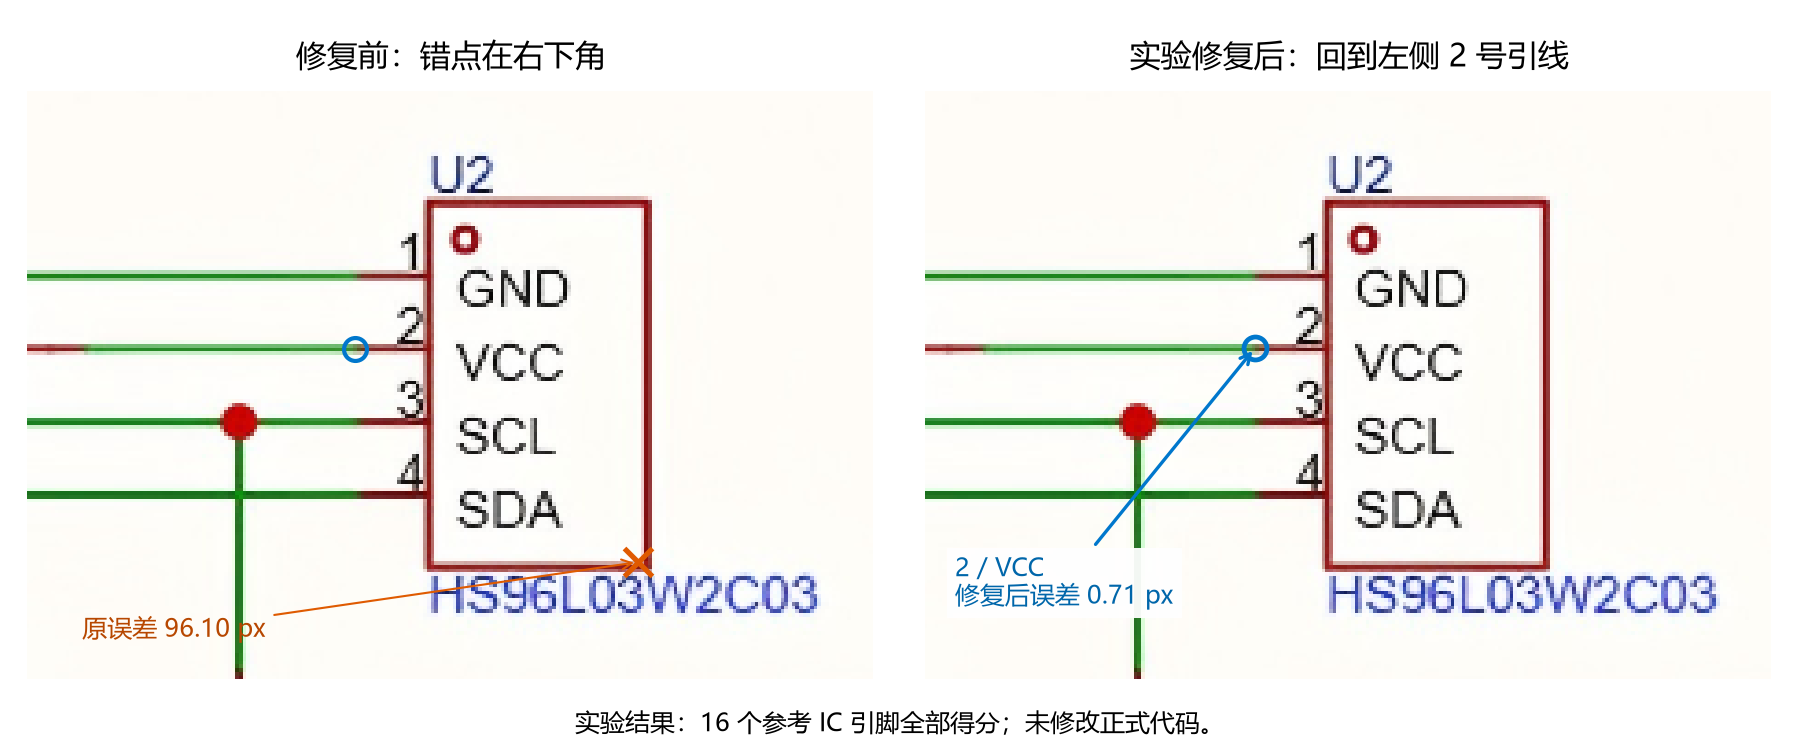 修复前：错点在右下角
U2
1
GND
2
VCC
3
SCL
4
SDA
HS96L03W2C03
原误差 96.10 px
实验修复后：回到左侧 2 号引线
U2
1
GND
2
VCC
3
SCL
4
SDA
HS96L03W2C03
2 / VCC
修复后误差 0.71 px
实验结果：16 个参考 IC 引脚全部得分；未修改正式代码。